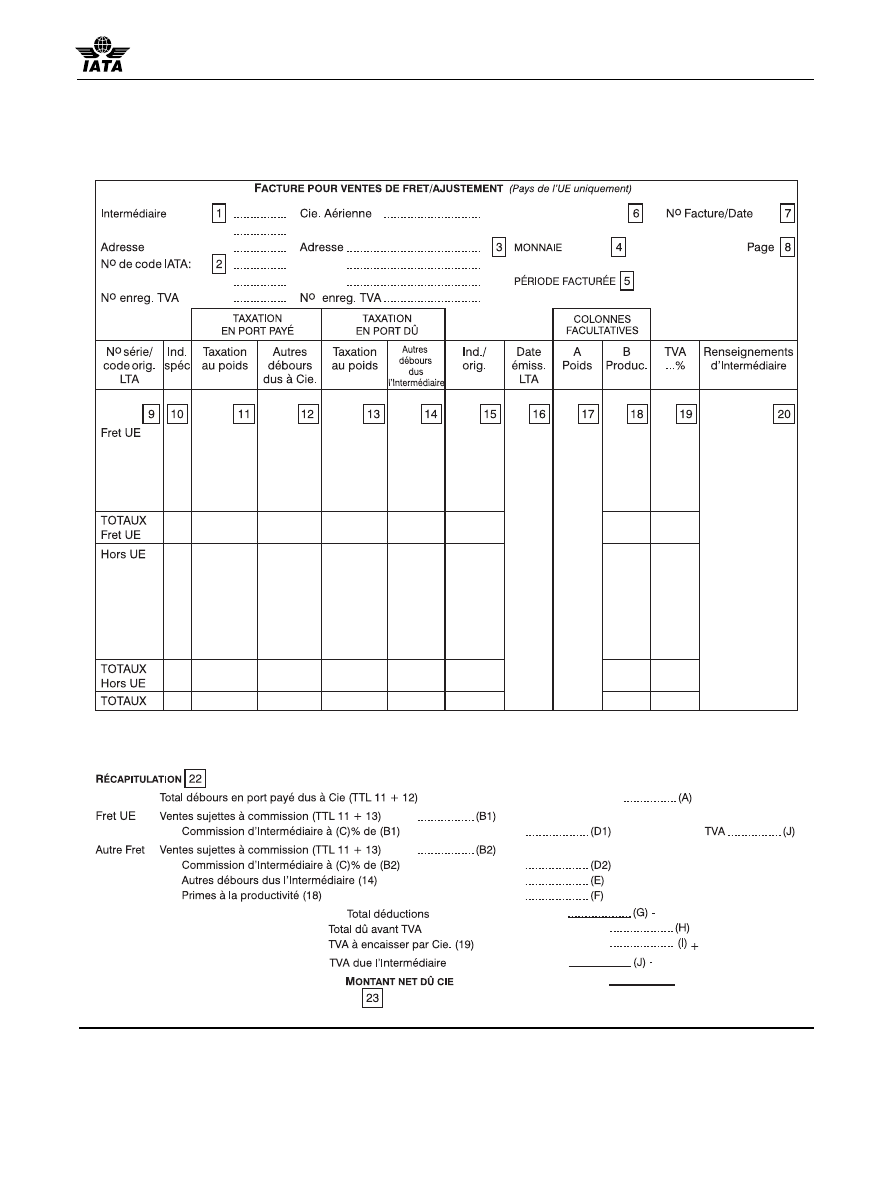 IATA
FACTURE POUR VENTES DE FRET/AJUSTEMENT (Pays de l'UE uniquement)
Intermédiaire 1 ............... Cie. Aérienne ........................... 6 No Facture/Date 7
...............
Adresse ............... Adresse ..................................... 3 MONNAIE 4 Page 8
No de code IATA: 2 ............... .....................................
............... ..................................... PÉRIODE FACTURÉE 5
No enreg. TVA ............... No enreg. TVA ...........................
TAXATION EN PORT PAYÉ
TAXATION EN PORT DÛ
COLONNES FACULTATIVES
No série/ code orig. LTA
Ind. spéc
Taxation au poids
Autres débours dus à Cie.
Taxation au poids
Autres débours dus l'Intermédiaire
Ind./ orig.
Date émiss. LTA
A Poids
B Produc.
TVA ...%
Renseignements d'Intermédiaire
9 10 11 12 13 14 15 16 17 18 19 20
Fret UE
TOTAUX
Fret UE
Hors UE
TOTAUX
Hors UE
TOTAUX
RÉCAPITULATION 22
Total débours en port payé dus à Cie (TTL 11 + 12) ............... (A)
Fret UE Ventes sujettes à commission (TTL 11 + 13) ............... (B1)
Commission d'Intermédiaire à (C)% de (B1) ............... (D1) TVA ............... (J)
Autre Fret Ventes sujettes à commission (TTL 11 + 13) ............... (B2)
Commission d'Intermédiaire à (C)% de (B2) ............... (D2)
Autres débours dus l'Intermédiaire (14) ............... (E)
Primes à la productivité (18) ............... (F)
Total déductions ............... (G) -
Total dû avant TVA ............... (H)
TVA à encaisser par Cie. (19) ............... (I) +
TVA due l'Intermédiaire (J) -
MONTANT NET DÛ CIE
23